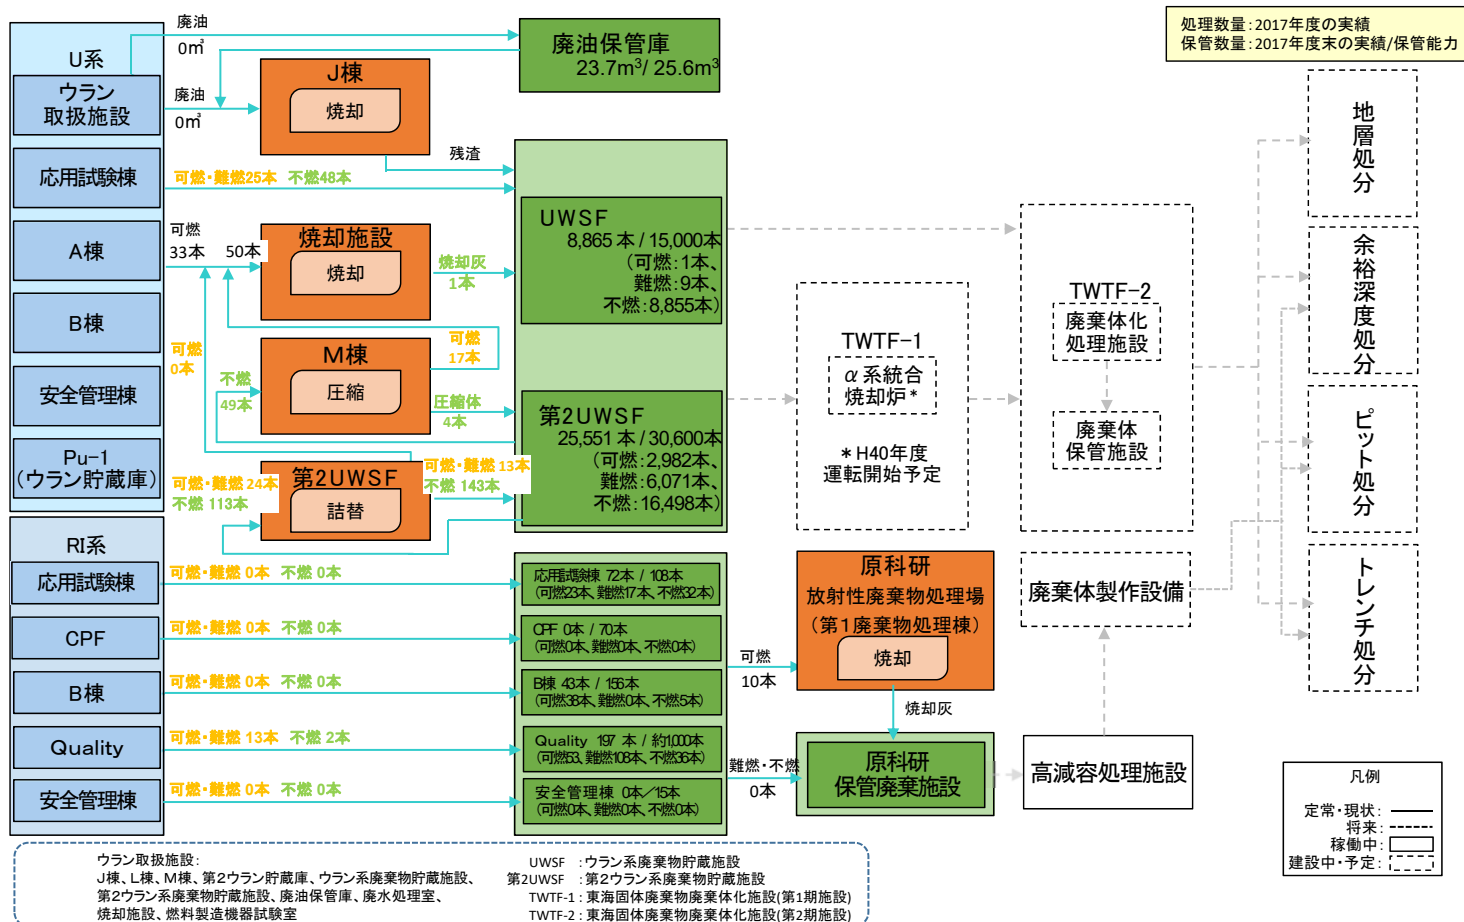 処理数量:2017年度の実績
保管数量:2017年度末の実績/保管能力
U系
ウラン
取扱施設
応用試験棟
A棟
B棟
安全管理棟
Pu-1
(ウラン貯蔵庫)
RI系
応用試験棟
CPF
B棟
Quality
安全管理棟
廃油
0㎥
廃油
0㎥
J棟
焼却
残渣
廃油保管庫
23.7m³/ 25.6m³
可燃・難燃25本 不燃48本
可燃
33本
50本
焼却施設
焼却
焼却灰
1本
可燃
0本
可燃
17本
M棟
圧縮
不燃
49本
圧縮体
4本
可燃・難燃 24本
不燃 113本
第2UWSF
詰替
可燃・難燃 13本
不燃 143本
UWSF
8,865 本 / 15,000本
(可燃:1本、
難燃:9本、
不燃:8,855本)
第2UWSF
25,551 本 / 30,600本
(可燃:2,982本、
難燃:6,071本、
不燃:16,498本)
可燃・難燃 0本 不燃 0本
可燃・難燃 0本 不燃 0本
可燃・難燃 0本 不燃 0本
可燃・難燃 13本 不燃 2本
可燃・難燃 0本 不燃 0本
応用試験棟 72本 / 108本
(可燃23本、難燃17本、不燃32本)
CPF 0本 / 70本
(可燃0本、難燃0本、不燃0本)
B棟 43本 / 156本
(可燃38本、難燃0本、不燃5本)
Quality 197 本 / 約1,000本
(可燃53、難燃108本、不燃36本)
安全管理棟 0本/15本
(可燃0本、難燃0本、不燃0本)
可燃
10本
難燃・不燃
0本
原科研
放射性廃棄物処理場
(第1廃棄物処理棟)
焼却
焼却灰
原科研
保管廃棄施設
TWTF-1
α系統合
焼却炉*
*H40年度
運転開始予定
TWTF-2
廃棄体化
処理施設
廃棄体
保管施設
廃棄体製作設備
高減容処理施設
地層処分
余裕深度処分
ピット処分
トレンチ処分
凡例
定常・現状:
将来:
稼働中:
建設中・予定:
ウラン取扱施設:
J棟、L棟、M棟、第2ウラン貯蔵庫、ウラン系廃棄物貯蔵施設、
第2ウラン系廃棄物貯蔵施設、廃油保管庫、廃水処理室、
焼却施設、燃料製造機器試験室
UWSF :ウラン系廃棄物貯蔵施設
第2UWSF :第2ウラン系廃棄物貯蔵施設
TWTF-1 :東海固体廃棄物廃棄体化施設(第1期施設)
TWTF-2 :東海固体廃棄物廃棄体化施設(第2期施設)